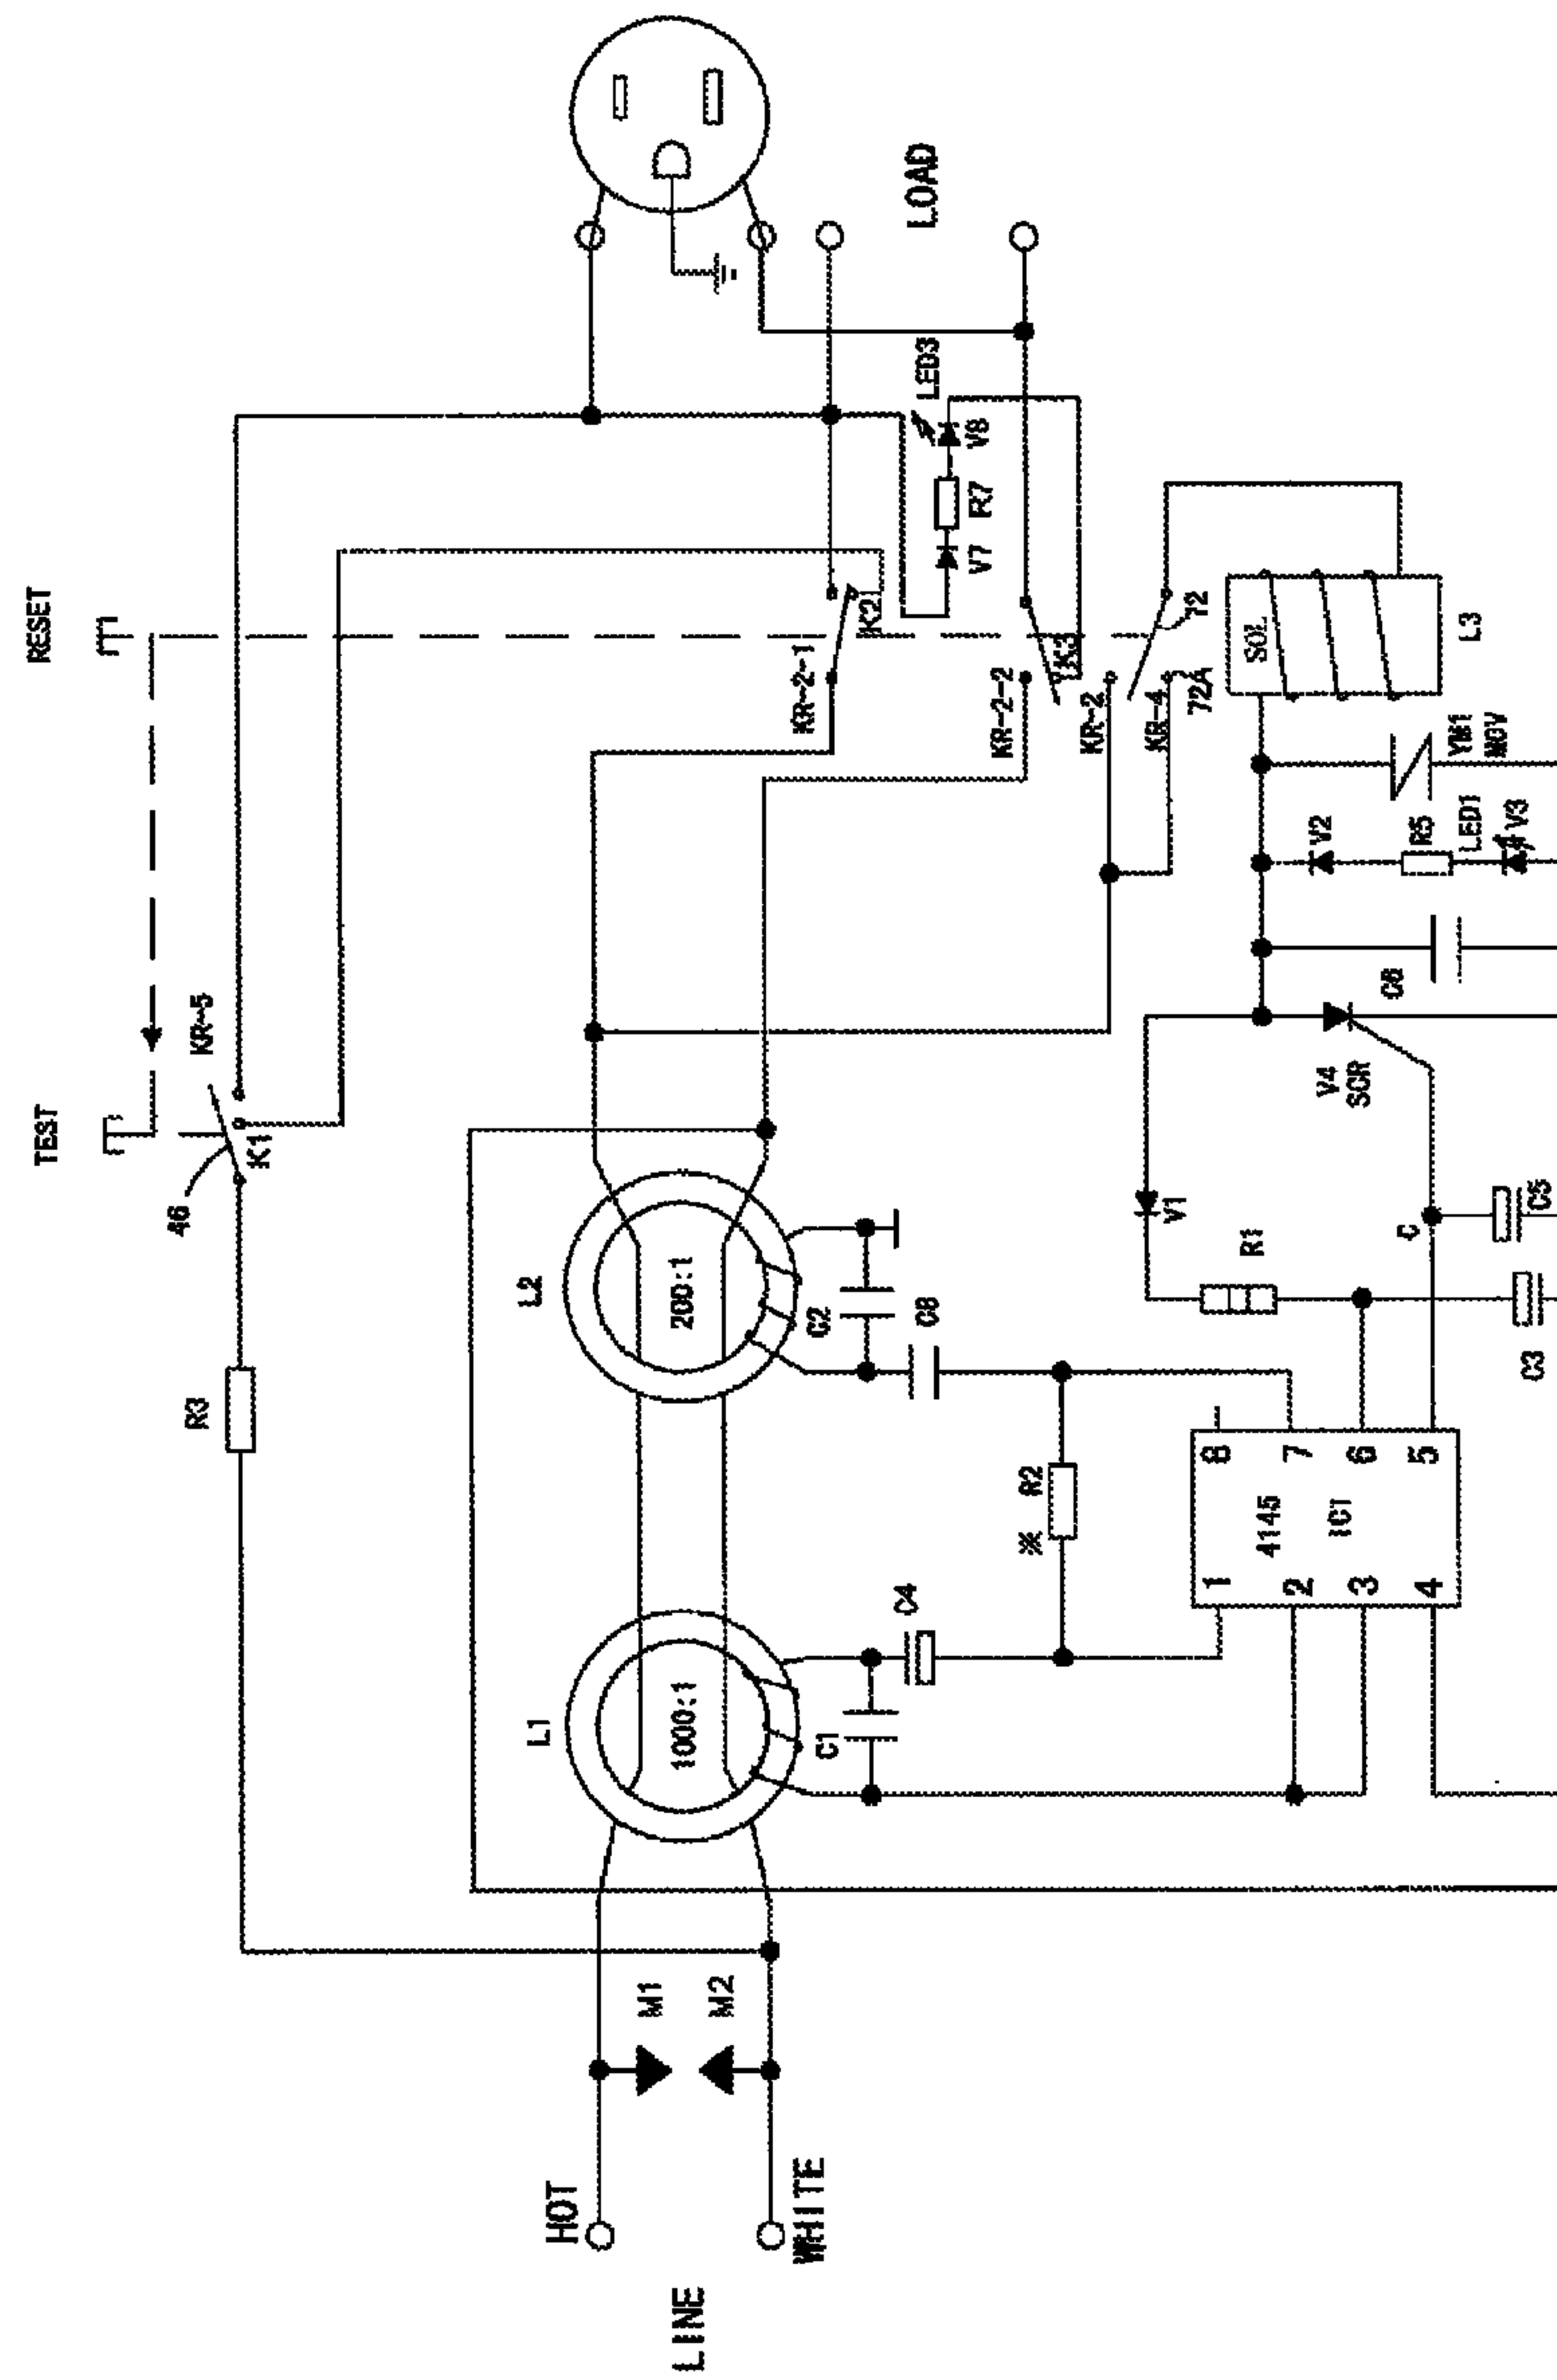 RESET
TEST
KR-5
46
K1
R3
LOAD
LED3
V8
R7
V7
KR-2-1
K2
KR-2-2
K3
KR-2
KR-4
72
72A
SOL
L3
YM1
MOV
V2
R5
LED1
V3
C6
V4
SCR
V1
R1
C
C5
C3
L2
200:1
C2
C8
R2
※
8
7
6
5
4145
IC1
1
2
3
4
C4
L1
1000:1
C1
M1
M2
HOT
WHITE
LINE